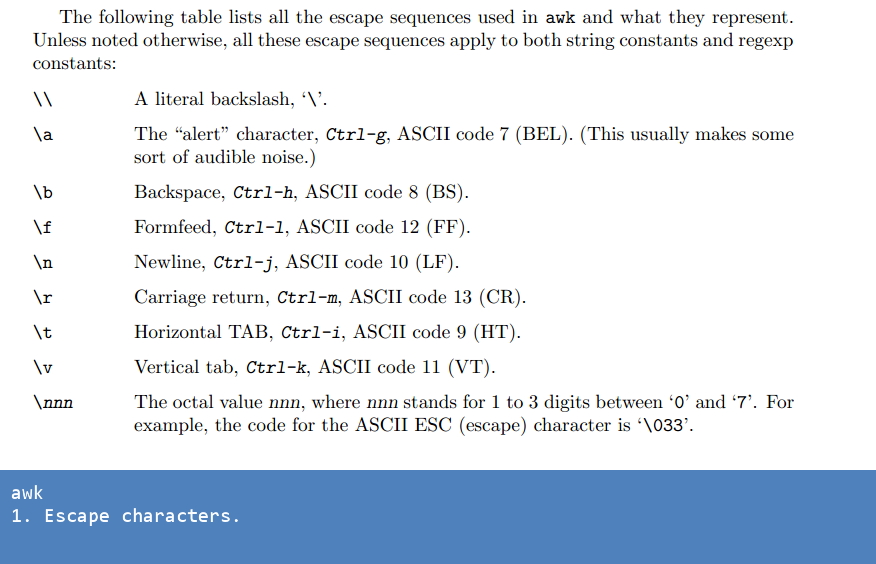 The following table lists all the escape sequences used in awk and what they represent.
Unless noted otherwise, all these escape sequences apply to both string constants and regexp
constants:
\\ A literal backslash, ‘\’.
\a The “alert” character, Ctrl-g, ASCII code 7 (BEL). (This usually makes some
sort of audible noise.)
\b Backspace, Ctrl-h, ASCII code 8 (BS).
\f Formfeed, Ctrl-l, ASCII code 12 (FF).
\n Newline, Ctrl-j, ASCII code 10 (LF).
\r Carriage return, Ctrl-m, ASCII code 13 (CR).
\t Horizontal TAB, Ctrl-i, ASCII code 9 (HT).
\v Vertical tab, Ctrl-k, ASCII code 11 (VT).
\nnn The octal value nnn, where nnn stands for 1 to 3 digits between ‘0’ and ‘7’. For
example, the code for the ASCII ESC (escape) character is ‘\033’.
awk
1. Escape characters.